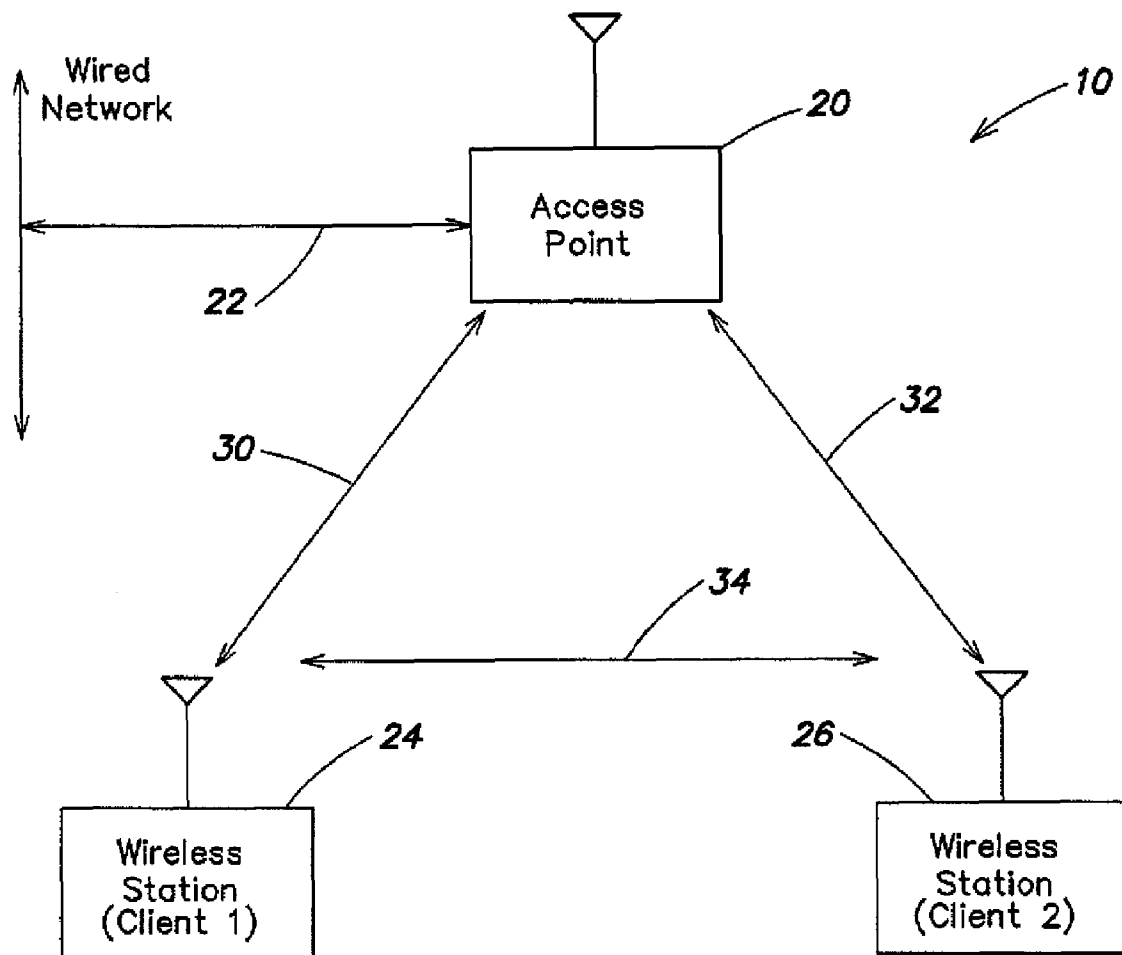 Wired
Network
10
20
Access
Point
22
32
30
34
24
26
Wireless
Station
(Client 1)
Wireless
Station
(Client 2)